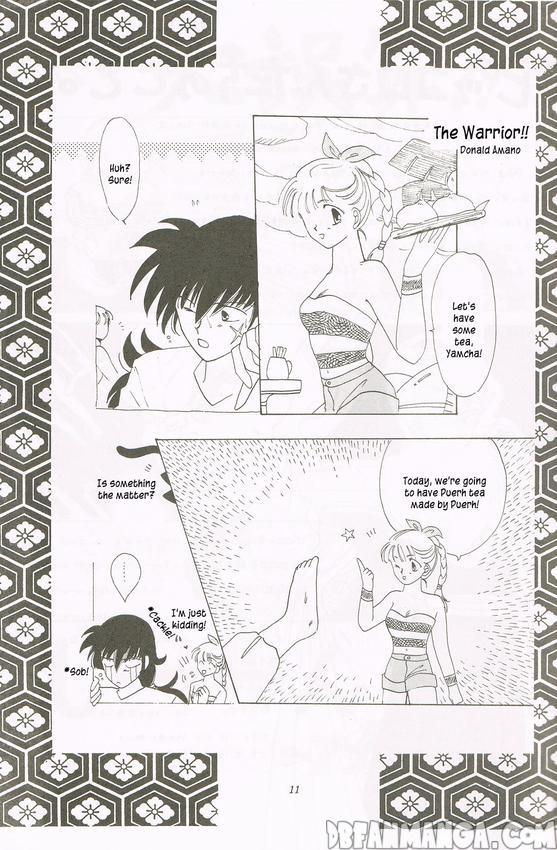 The Warrior!!
Donald Amano
Let's
have
some
tea,
Yamcha!
Huh?
Sure!
Today, we're going
to have Puerh tea
made by Puerh!
Is something
the matter?
I'm just
kidding!
*Cackle!
*Sob!
11
DBFANMANGA.COM